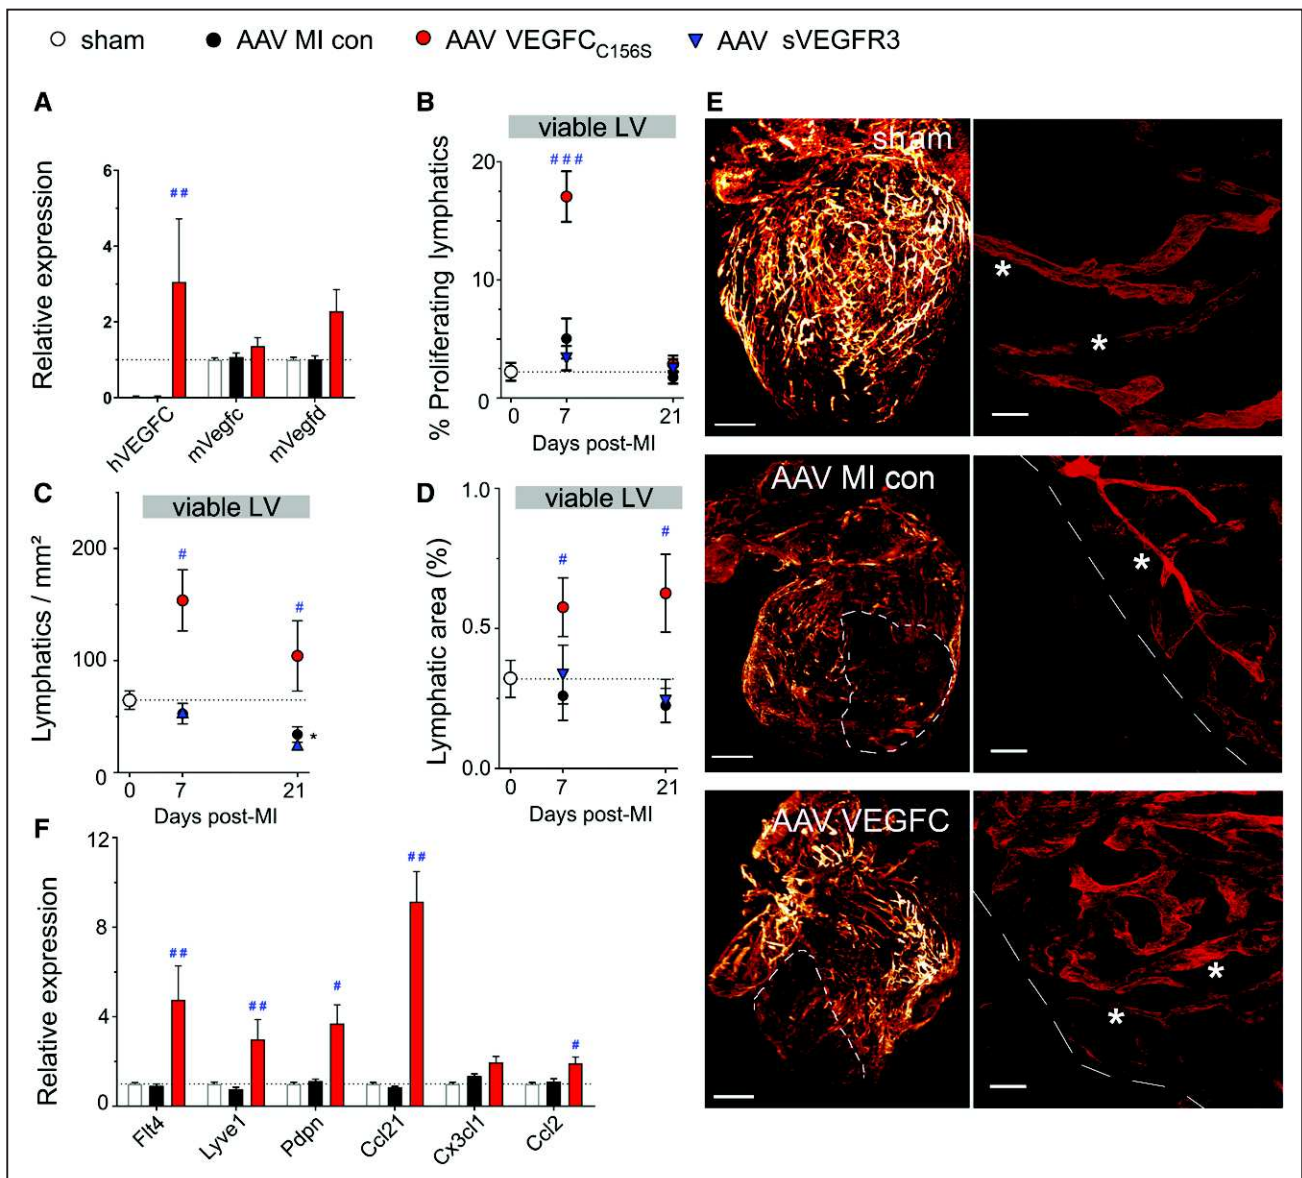 sham AAV MI con AAV VEGFC C156S AAV sVEGFR3
A
Relative expression
6
4
2
0
##
hVEGFC
mVegfc
mVegfd
B
viable LV
% Proliferating lymphatics
20
10
0
###
0 7 21
Days post-MI
C
viable LV
Lymphatics / mm²
200
100
0
#
#
*
0 7 21
Days post-MI
D
viable LV
Lymphatic area (%)
1.0
0.5
0.0
#
#
0 7 21
Days post-MI
E
sham
*
*
AAV MI con
*
AAV VEGFC
*
*
F
Relative expression
12
8
4
0
##
##
#
##
#
Flt4
Lyve1
Pdpn
Ccl21
Cx3cl1
Ccl2